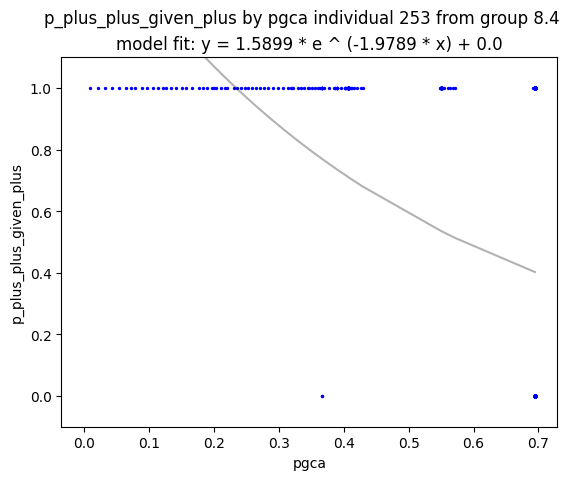 p_plus_plus_given_plus by pgca individual 253 from group 8.4
model fit: y = 1.5899 * e ^ (-1.9789 * x) + 0.0
1.0
0.8
0.6
0.4
0.2
0.0
p_plus_plus_given_plus
0.0 0.1 0.2 0.3 0.4 0.5 0.6 0.7
pgca